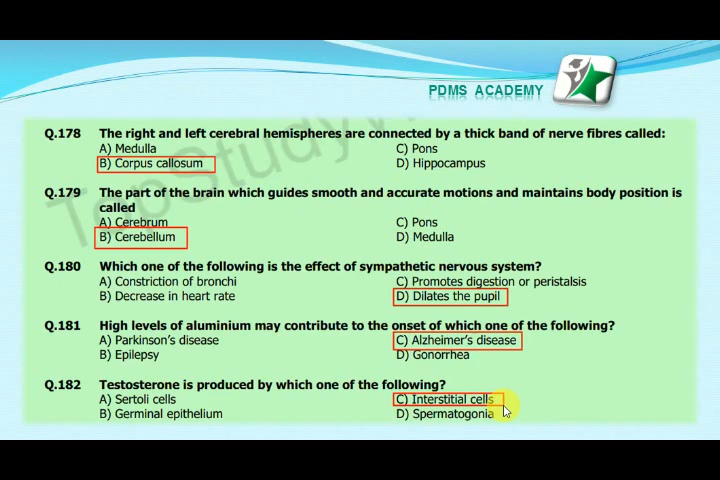 PDMS ACADEMY
Q.178 The right and left cerebral hemispheres are connected by a thick band of nerve fibres called:
A) Medulla C) Pons
B) Corpus callosum D) Hippocampus
Q.179 The part of the brain which guides smooth and accurate motions and maintains body position is
called
A) Cerebrum C) Pons
B) Cerebellum D) Medulla
Q.180 Which one of the following is the effect of sympathetic nervous system?
A) Constriction of bronchi C) Promotes digestion or peristalsis
B) Decrease in heart rate D) Dilates the pupil
Q.181 High levels of aluminium may contribute to the onset of which one of the following?
A) Parkinson's disease C) Alzheimer's disease
B) Epilepsy D) Gonorrhea
Q.182 Testosterone is produced by which one of the following?
A) Sertoli cells C) Interstitial cells
B) Germinal epithelium D) Spermatogonia